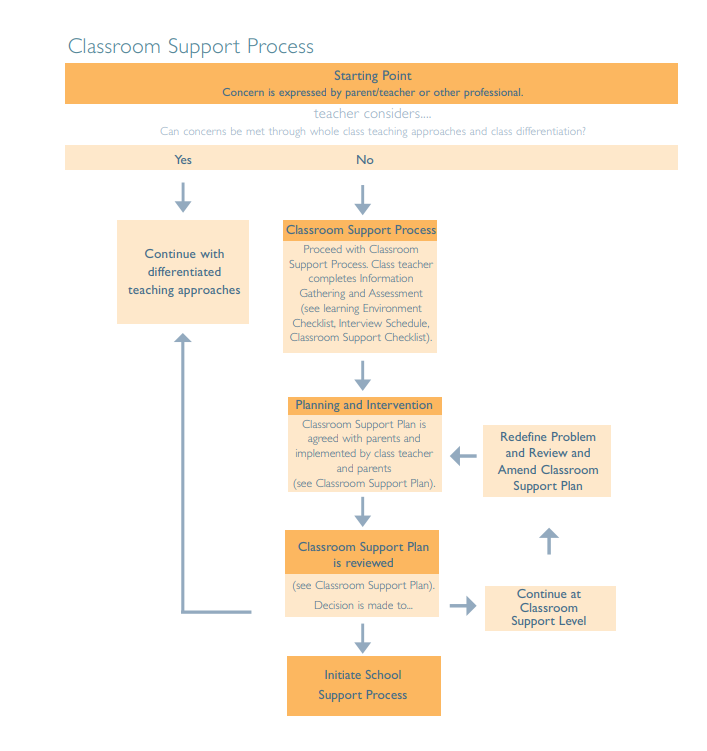 Classroom Support Process
Starting Point
Concern is expressed by parent/teacher or other professional.
teacher considers....
Can concerns be met through whole class teaching approaches and class differentiation?
Yes
No
Continue with
differentiated
teaching approaches
Classroom Support Process
Proceed with Classroom
Support Process. Class teacher
completes Information
Gathering and Assessment
(see learning Environment
Checklist, Interview Schedule,
Classroom Support Checklist).
Planning and Intervention
Classroom Support Plan is
agreed with parents and
implemented by class teacher
and parents
(see Classroom Support Plan).
Redefine Problem
and Review and
Amend Classroom
Support Plan
Classroom Support Plan
is reviewed
(see Classroom Support Plan).
Decision is made to...
Continue at
Classroom
Support Level
Initiate School
Support Process